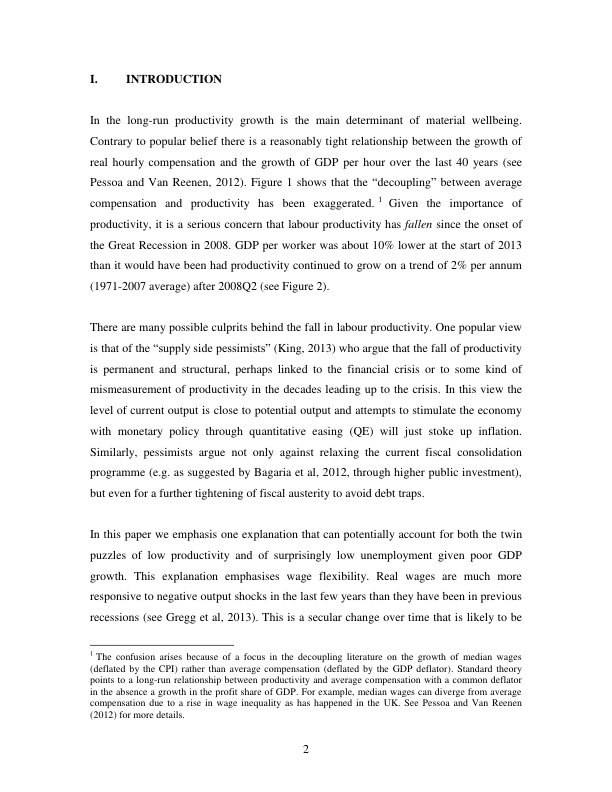 I. INTRODUCTION
In the long-run productivity growth is the main determinant of material wellbeing.
Contrary to popular belief there is a reasonably tight relationship between the growth of
real hourly compensation and the growth of GDP per hour over the last 40 years (see
Pessoa and Van Reenen, 2012). Figure 1 shows that the “decoupling” between average
compensation and productivity has been exaggerated. 1 Given the importance of
productivity, it is a serious concern that labour productivity has fallen since the onset of
the Great Recession in 2008. GDP per worker was about 10% lower at the start of 2013
than it would have been had productivity continued to grow on a trend of 2% per annum
(1971-2007 average) after 2008Q2 (see Figure 2).
There are many possible culprits behind the fall in labour productivity. One popular view
is that of the “supply side pessimists” (King, 2013) who argue that the fall of productivity
is permanent and structural, perhaps linked to the financial crisis or to some kind of
mismeasurement of productivity in the decades leading up to the crisis. In this view the
level of current output is close to potential output and attempts to stimulate the economy
with monetary policy through quantitative easing (QE) will just stoke up inflation.
Similarly, pessimists argue not only against relaxing the current fiscal consolidation
programme (e.g. as suggested by Bagaria et al, 2012, through higher public investment),
but even for a further tightening of fiscal austerity to avoid debt traps.
In this paper we emphasis one explanation that can potentially account for both the twin
puzzles of low productivity and of surprisingly low unemployment given poor GDP
growth. This explanation emphasises wage flexibility. Real wages are much more
responsive to negative output shocks in the last few years than they have been in previous
recessions (see Gregg et al, 2013). This is a secular change over time that is likely to be
1 The confusion arises because of a focus in the decoupling literature on the growth of median wages
(deflated by the CPI) rather than average compensation (deflated by the GDP deflator). Standard theory
points to a long-run relationship between productivity and average compensation with a common deflator
in the absence a growth in the profit share of GDP. For example, median wages can diverge from average
compensation due to a rise in wage inequality as has happened in the UK. See Pessoa and Van Reenen
(2012) for more details.
2